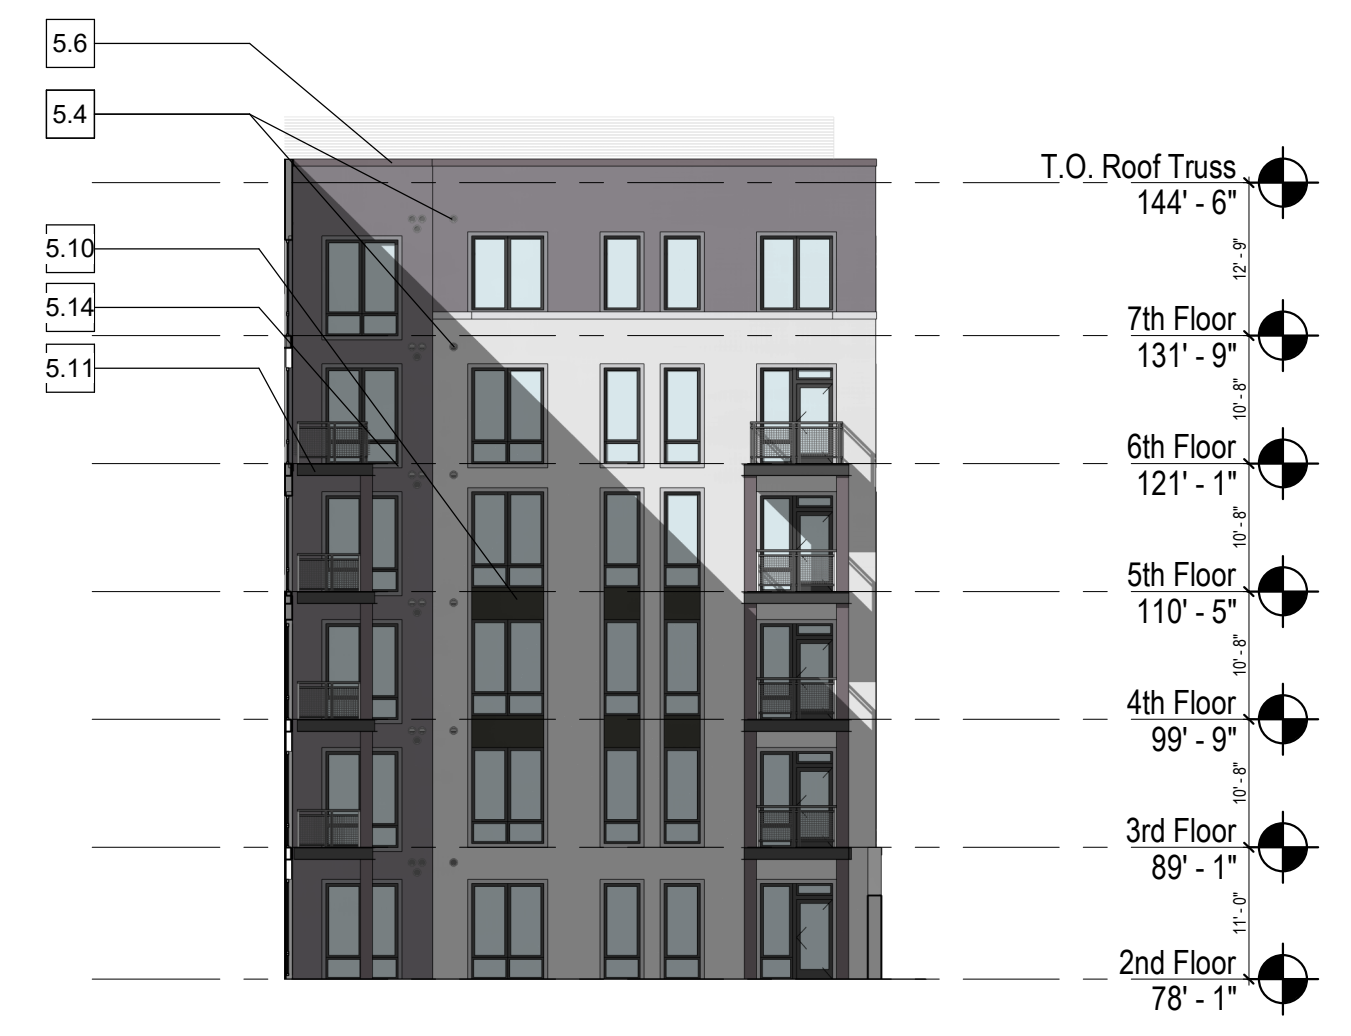 5.6
5.4
T.O. Roof Truss
144' - 6"
5.10
12' - 9"
5.14
7th Floor
131' - 9"
5.11
10' - 8"
6th Floor
121' - 1"
10' - 8"
5th Floor
110' - 5"
10' - 8"
4th Floor
99' - 9"
10' - 8"
3rd Floor
89' - 1"
11' - 0"
2nd Floor
78' - 1"